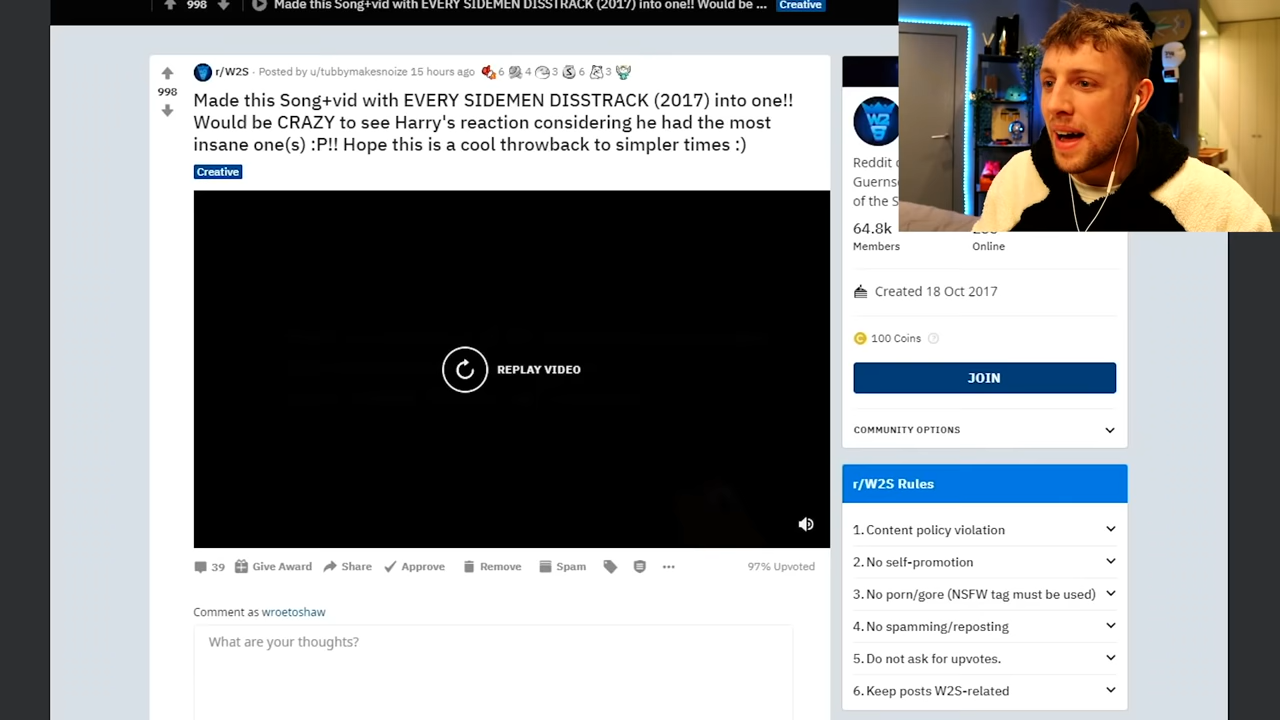 998 Made this Song+vid with EVERY SIDEMEN DISSTRACK (2017) into one!! Would be ... Creative
r/W2S · Posted by u/tubbymakesnoize 15 hours ago 6 4 3 6 3
998
Made this Song+vid with EVERY SIDEMEN DISSTRACK (2017) into one!!
Would be CRAZY to see Harry's reaction considering he had the most
insane one(s) :P!! Hope this is a cool throwback to simpler times :)
Creative
REPLAY VIDEO
39 Give Award Share Approve Remove Spam ••• 97% Upvoted
Comment as wroetoshaw
What are your thoughts?
W2S
Reddit
of the S
64.8k
Members Online
Created 18 Oct 2017
100 Coins
JOIN
COMMUNITY OPTIONS
r/W2S Rules
1. Content policy violation
2. No self-promotion
3. No porn/gore (NSFW tag must be used)
4. No spamming/reposting
5. Do not ask for upvotes.
6. Keep posts W2S-related